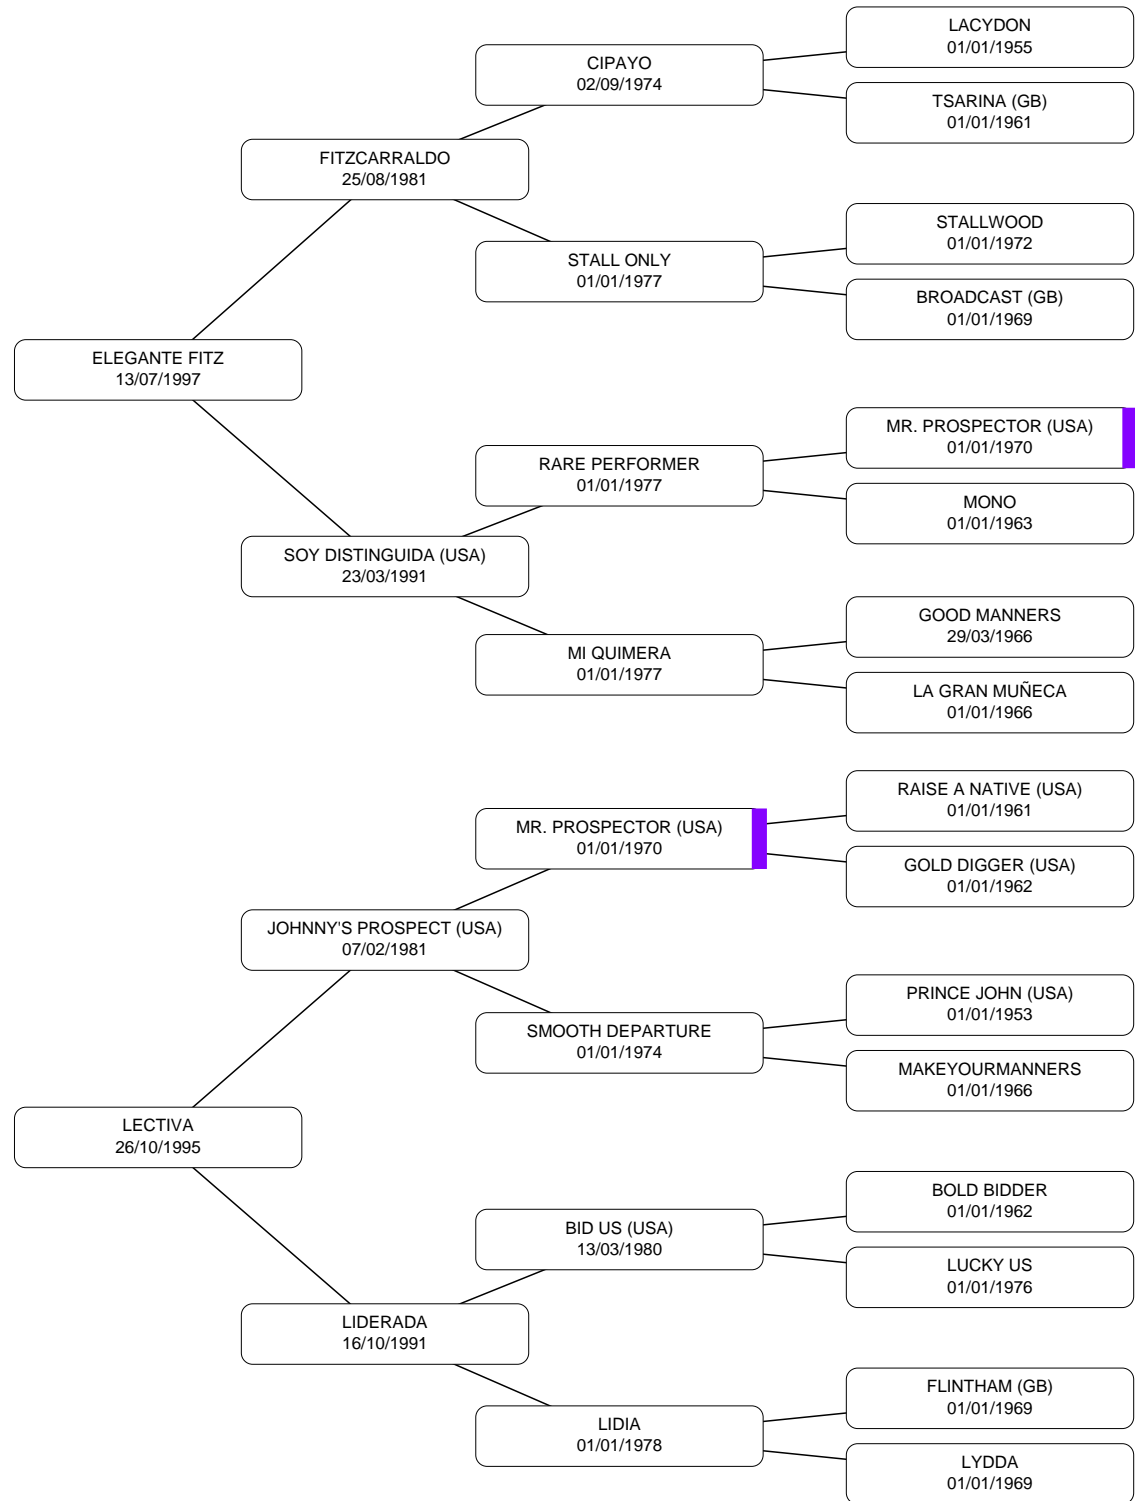 LACYDON
01/01/1955
CIPAYO
02/09/1974
TSARINA (GB)
01/01/1961
FITZCARRALDO
25/08/1981
STALLWOOD
01/01/1972
STALL ONLY
01/01/1977
BROADCAST (GB)
01/01/1969
ELEGANTE FITZ
13/07/1997
MR. PROSPECTOR (USA)
01/01/1970
RARE PERFORMER
01/01/1977
MONO
01/01/1963
SOY DISTINGUIDA (USA)
23/03/1991
GOOD MANNERS
29/03/1966
MI QUIMERA
01/01/1977
LA GRAN MUÑECA
01/01/1966
RAISE A NATIVE (USA)
01/01/1961
MR. PROSPECTOR (USA)
01/01/1970
GOLD DIGGER (USA)
01/01/1962
JOHNNY'S PROSPECT (USA)
07/02/1981
PRINCE JOHN (USA)
01/01/1953
SMOOTH DEPARTURE
01/01/1974
MAKEYOURMANNERS
01/01/1966
LECTIVA
26/10/1995
BOLD BIDDER
01/01/1962
BID US (USA)
13/03/1980
LUCKY US
01/01/1976
LIDERADA
16/10/1991
FLINTHAM (GB)
01/01/1969
LIDIA
01/01/1978
LYDDA
01/01/1969